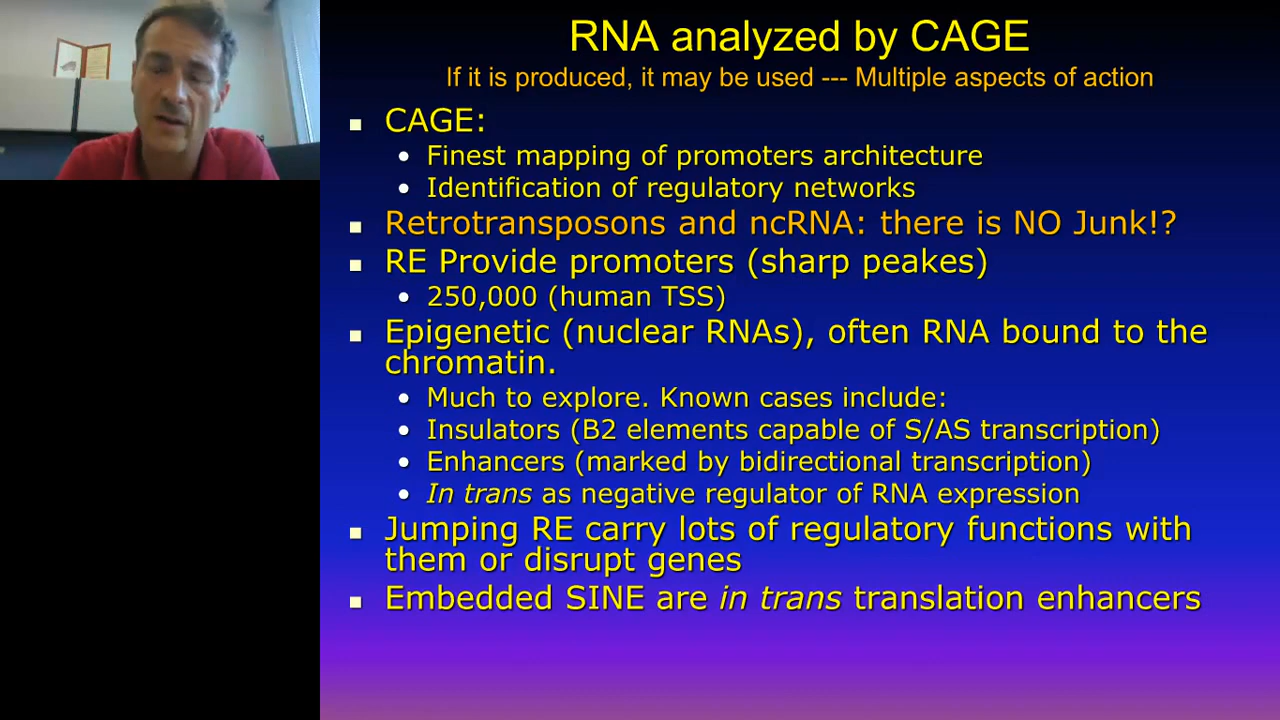 RNA analyzed by CAGE
If it is produced, it may be used --- Multiple aspects of action
CAGE:
Finest mapping of promoters architecture
Identification of regulatory networks
Retrotransposons and ncRNA: there is NO Junk!?
RE Provide promoters (sharp peakes)
250,000 (human TSS)
Epigenetic (nuclear RNAs), often RNA bound to the
chromatin.
Much to explore. Known cases include:
Insulators (B2 elements capable of S/AS transcription)
Enhancers (marked by bidirectional transcription)
In trans as negative regulator of RNA expression
Jumping RE carry lots of regulatory functions with
them or disrupt genes
Embedded SINE are in trans translation enhancers